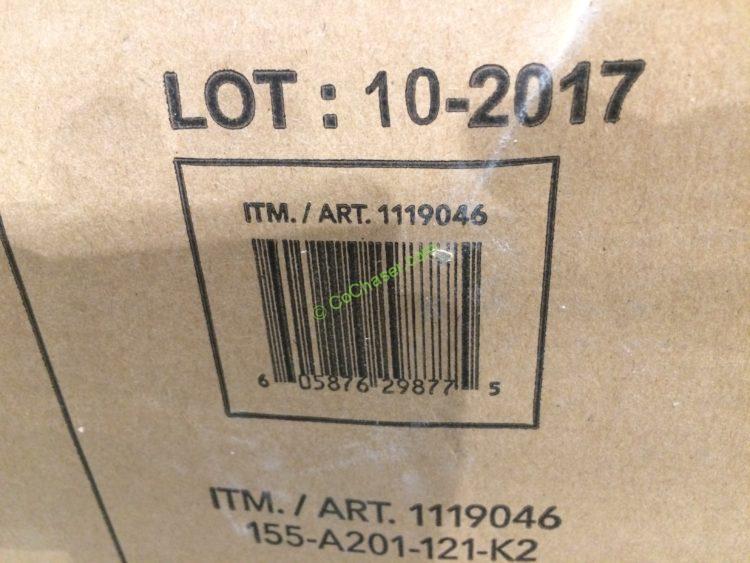 LOT : 10-2017
ITM. / ART. 1119046
© CoChaser.com
6 05876 29877 5
ITM. / ART. 1119046
155-A201-121-K2